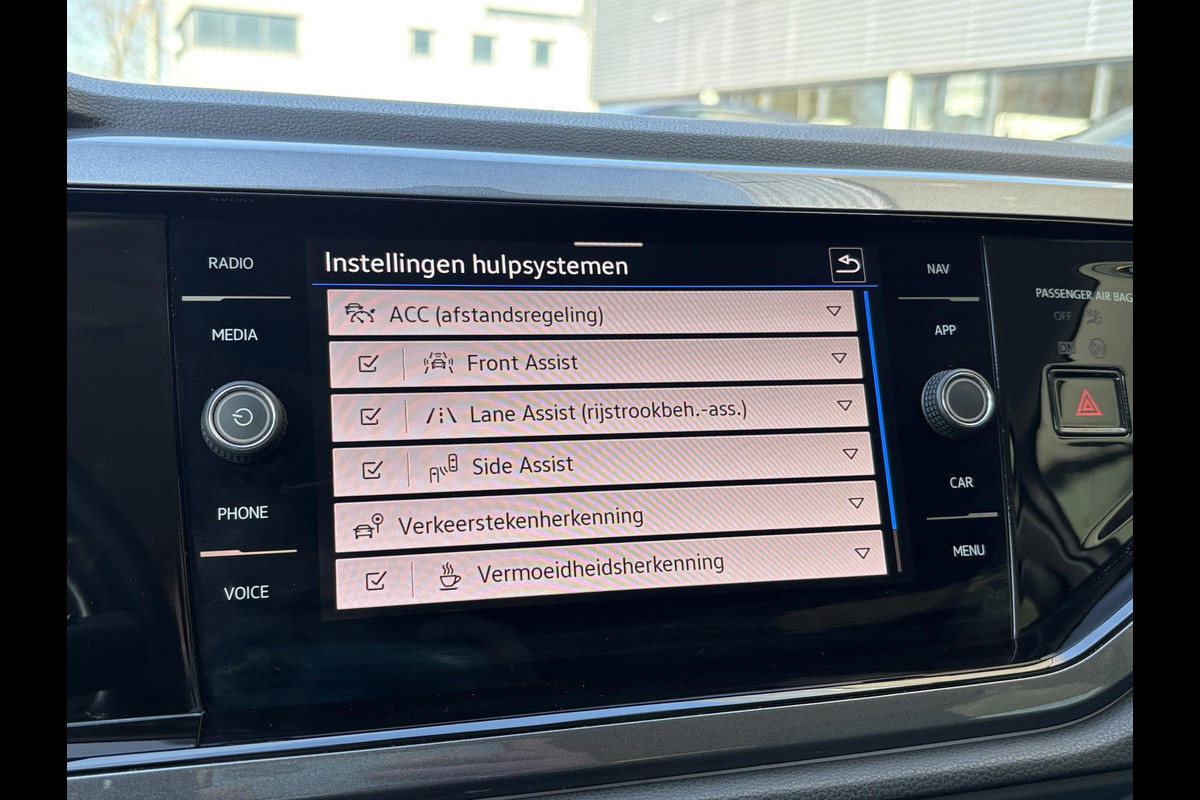 RADIO
MEDIA
PHONE
VOICE
Instellingen hulpsystemen
ACC (afstandsregeling)
Front Assist
Lane Assist (rijstrookbeh.-ass.)
Side Assist
Verkeerstekenherkenning
Vermoeidheidsherkenning
NAV
APP
CAR
MENU
PASSENGER AIR BAG
OFF
ON